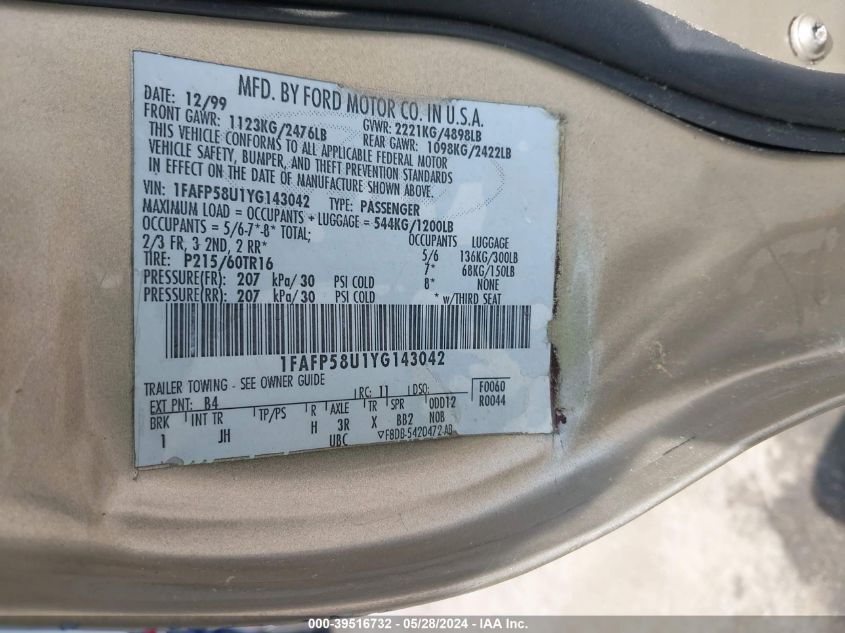 MFD. BY FORD MOTOR CO. IN U.S.A.
DATE: 12/99 GVWR: 2221KG/4898LB
FRONT GAWR: 1123KG/2476LB REAR GAWR: 1098KG/2422LB
THIS VEHICLE CONFORMS TO ALL APPLICABLE FEDERAL MOTOR
VEHICLE SAFETY, BUMPER, AND THEFT PREVENTION STANDARDS
IN EFFECT ON THE DATE OF MANUFACTURE SHOWN ABOVE.
VIN: 1FAFP58U1YG143042 TYPE: PASSENGER
MAXIMUM LOAD = OCCUPANTS + LUGGAGE = 544KG/1200LB
OCCUPANTS = 5/6-7*-8* TOTAL; OCCUPANTS LUGGAGE
2/3 FR, 3 2ND, 2 RR* 5/6 136KG/300LB
TIRE: P215/60TR16 7* 68KG/150LB
PRESSURE(FR): 207 kPa/30 PSI COLD 8* NONE
PRESSURE(RR): 207 kPa/30 PSI COLD * w/THIRD SEAT
1FAFP58U1YG143042
TRAILER TOWING - SEE OWNER GUIDE
EXT PNT: B4 RC: 11 DSO: F0060
R0044
BRK INT TR TP/PS R AXLE TR SPR ODD12
1 JH H 3R X BB2 NOB
UBC ▽F8DB-5420472-AB
000-39516732 - 05/28/2024 - IAA Inc.